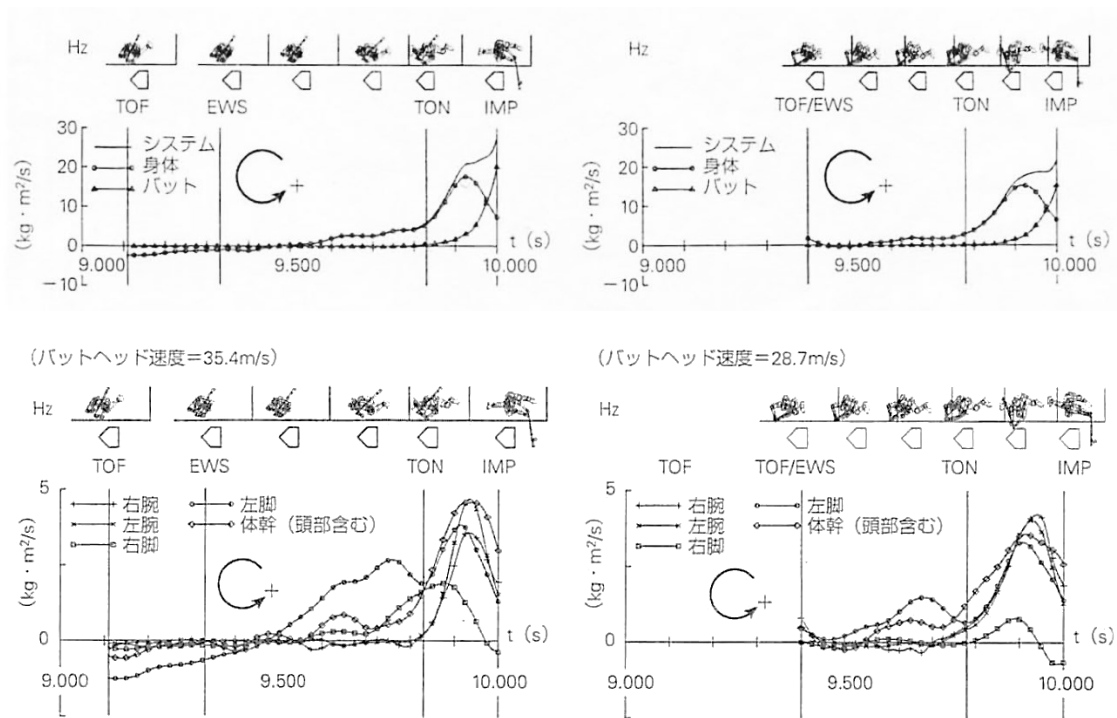 Hz
TOF EWS TON IMP
30
20
10
0
−10
(kg・m²/s)
システム
身体
バット
+
t (s)
9.000 9.500 10.000
Hz
TOF/EWS TON IMP
30
20
10
0
−10
(kg・m²/s)
システム
身体
バット
+
t (s)
9.000 9.500 10.000
(バットヘッド速度=35.4m/s)
Hz
TOF EWS TON IMP
5
0
(kg・m²/s)
右腕 左脚
左腕 体幹(頭部含む)
右脚
+
t (s)
9.000 9.500 10.000
(バットヘッド速度=28.7m/s)
Hz
TOF TOF/EWS TON IMP
5
0
(kg・m²/s)
右腕 左脚
左腕 体幹(頭部含む)
右脚
+
t (s)
9.000 9.500 10.000